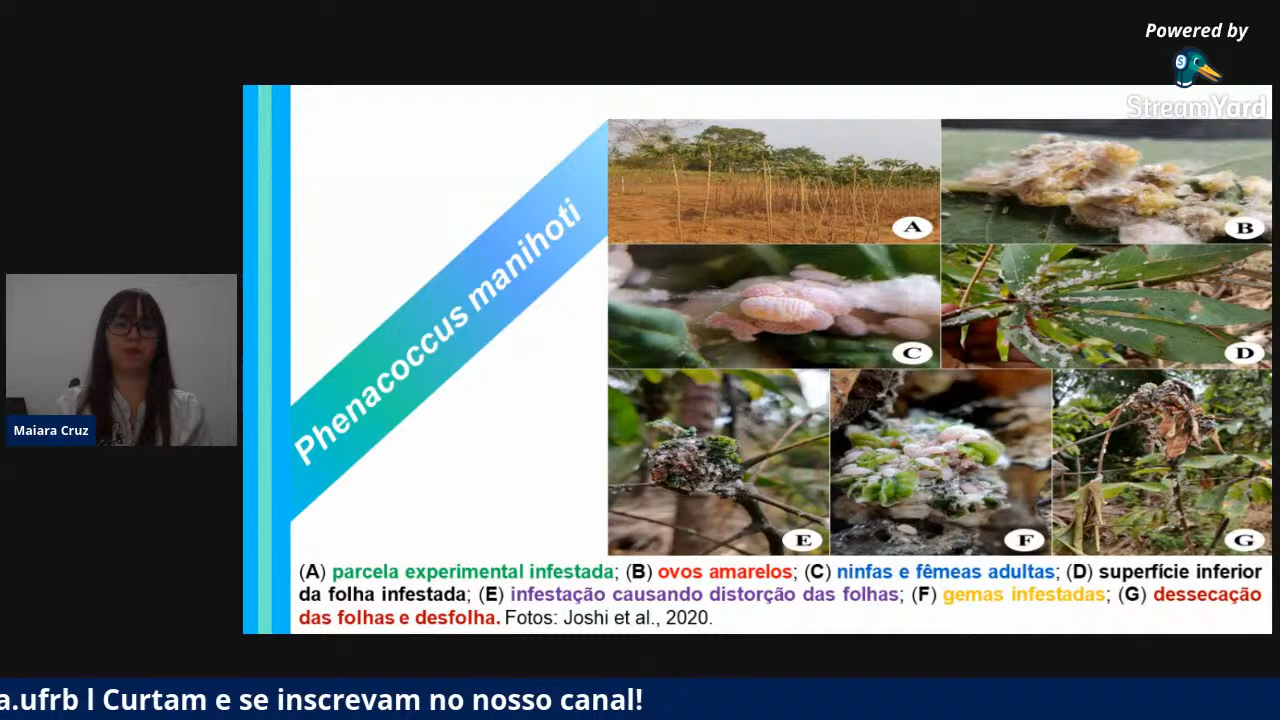 Powered by
S
StreamYard
Phenacoccus manihoti
A
B
C
D
E
F
G
Maiara Cruz
(A) parcela experimental infestada; (B) ovos amarelos; (C) ninfas e fêmeas adultas; (D) superfície inferior
da folha infestada; (E) infestação causando distorção das folhas; (F) gemas infestadas; (G) dessecação
das folhas e desfolha. Fotos: Joshi et al., 2020.
a.ufrb l Curtam e se inscrevam no nosso canal!